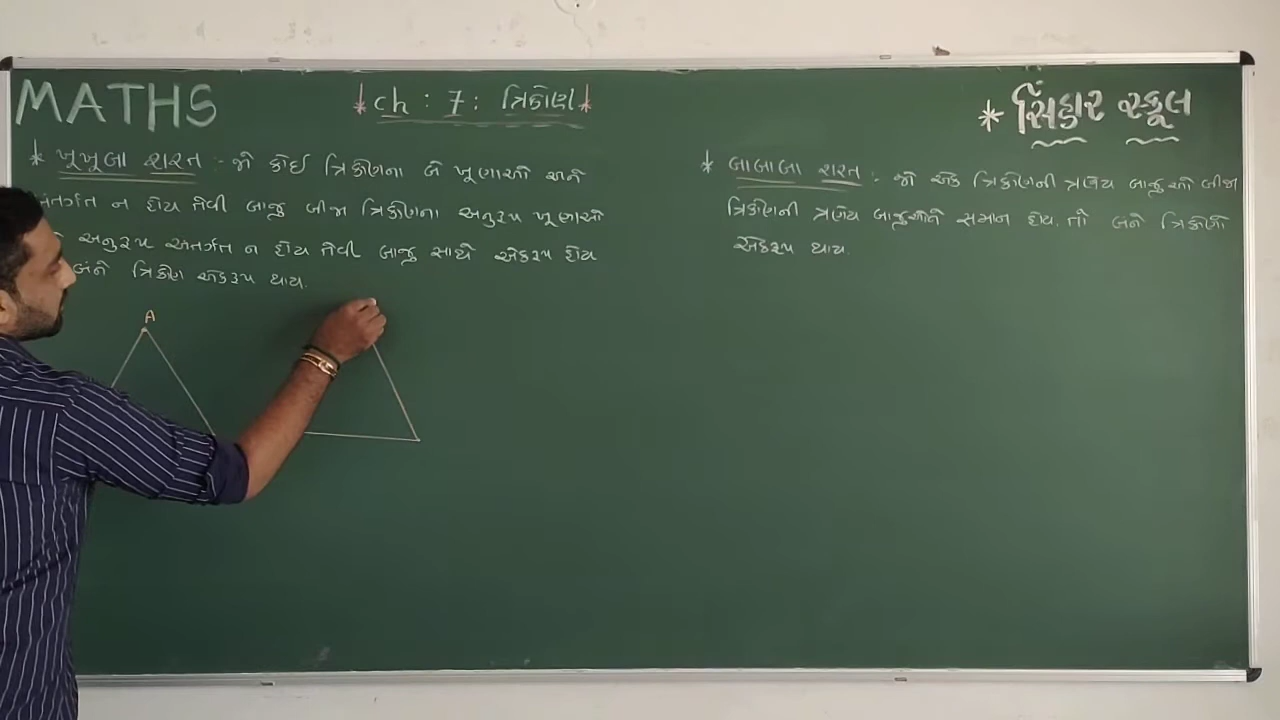 MATHS
* ch : 7 : ત્રિકોણ *
* સિંહાર સ્કૂલ
* ખૂખૂબા શરત :- જો કોઈ ત્રિકોણના બે ખૂણાઓ અને
અંતર્ગત ન હોય તેવી બાજુ બીજા ત્રિકોણના અનુરૂપ ખૂણાઓ
અનુરૂપ અંતર્ગત ન હોય તેવી બાજુ સાથે એકરૂપ હોય
બંને ત્રિકોણ એકરૂપ થાય.
A
* બાબાબા શરત :- જો એક ત્રિકોણની ત્રણેય બાજુઓ બીજા
ત્રિકોણની ત્રણેય બાજુઓને સમાન હોય, તો બંને ત્રિકોણો
એકરૂપ થાય.